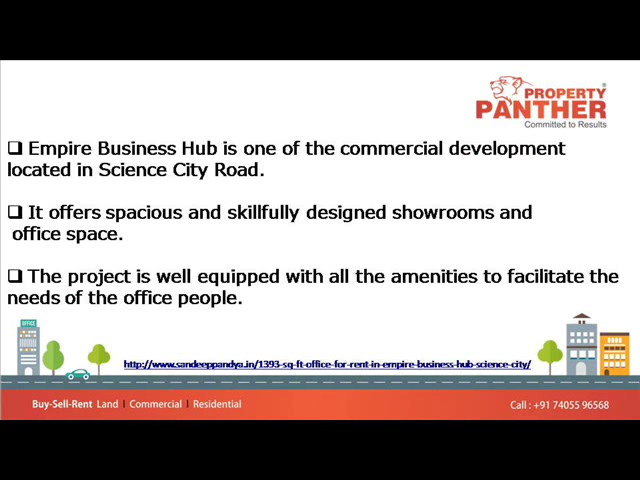 PROPERTY
PANTHER
Committed to Results
❑ Empire Business Hub is one of the commercial development
located in Science City Road.
❑ It offers spacious and skillfully designed showrooms and
office space.
❑ The project is well equipped with all the amenities to facilitate the
needs of the office people.
OFFICE
http://www.sandeeppandya.in/1393-sq-ft-office-for-rent-in-empire-business-hub-science-city/
Buy-Sell-Rent Land | Commercial | Residential
Call : +91 74055 96568